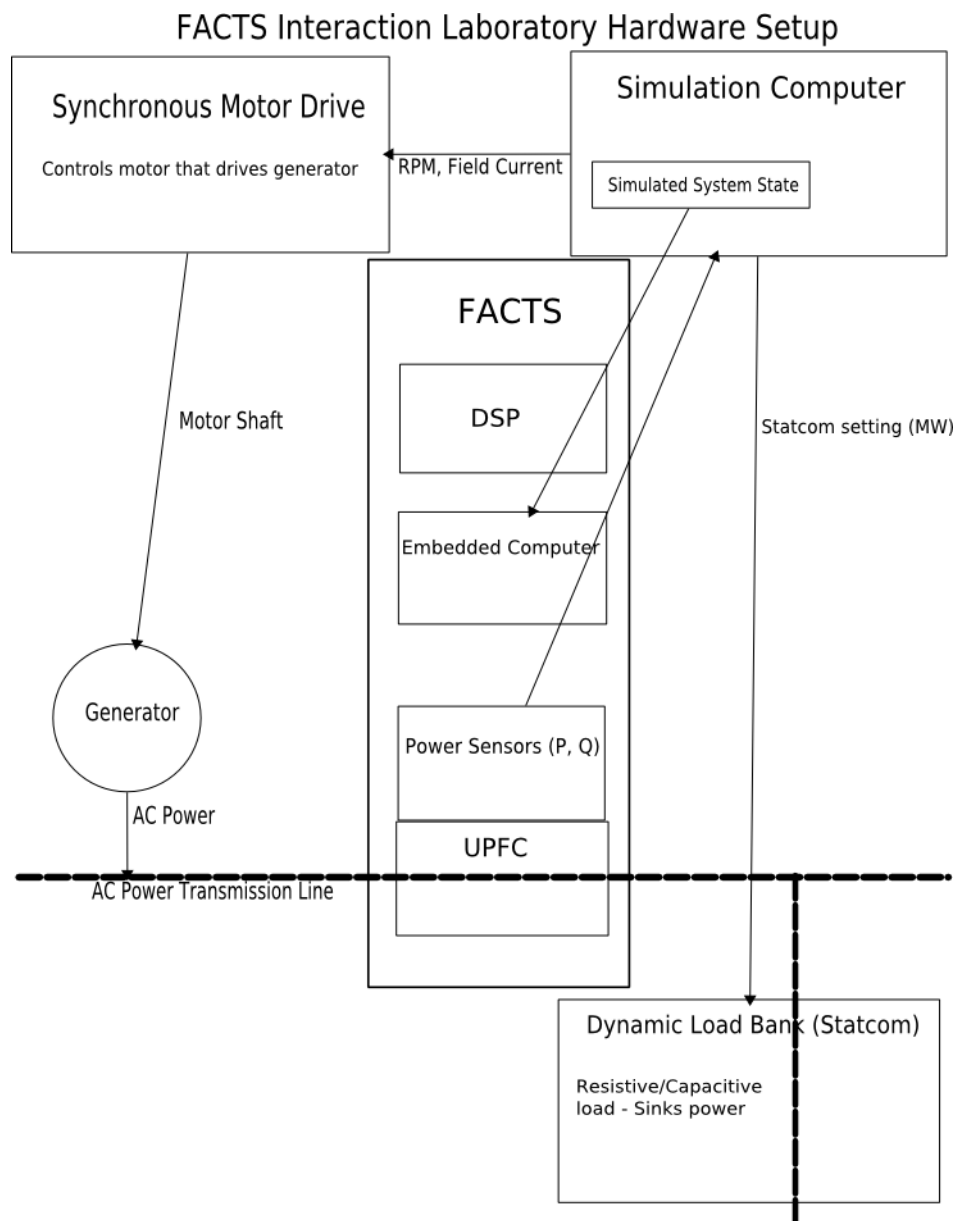 FACTS Interaction Laboratory Hardware Setup
Synchronous Motor Drive
Controls motor that drives generator
RPM, Field Current
Simulation Computer
Simulated System State
FACTS
DSP
Motor Shaft
Statcom setting (MW)
Embedded Computer
Generator
Power Sensors (P, Q)
AC Power
UPFC
AC Power Transmission Line
Dynamic Load Bank (Statcom)
Resistive/Capacitive
load - Sinks power